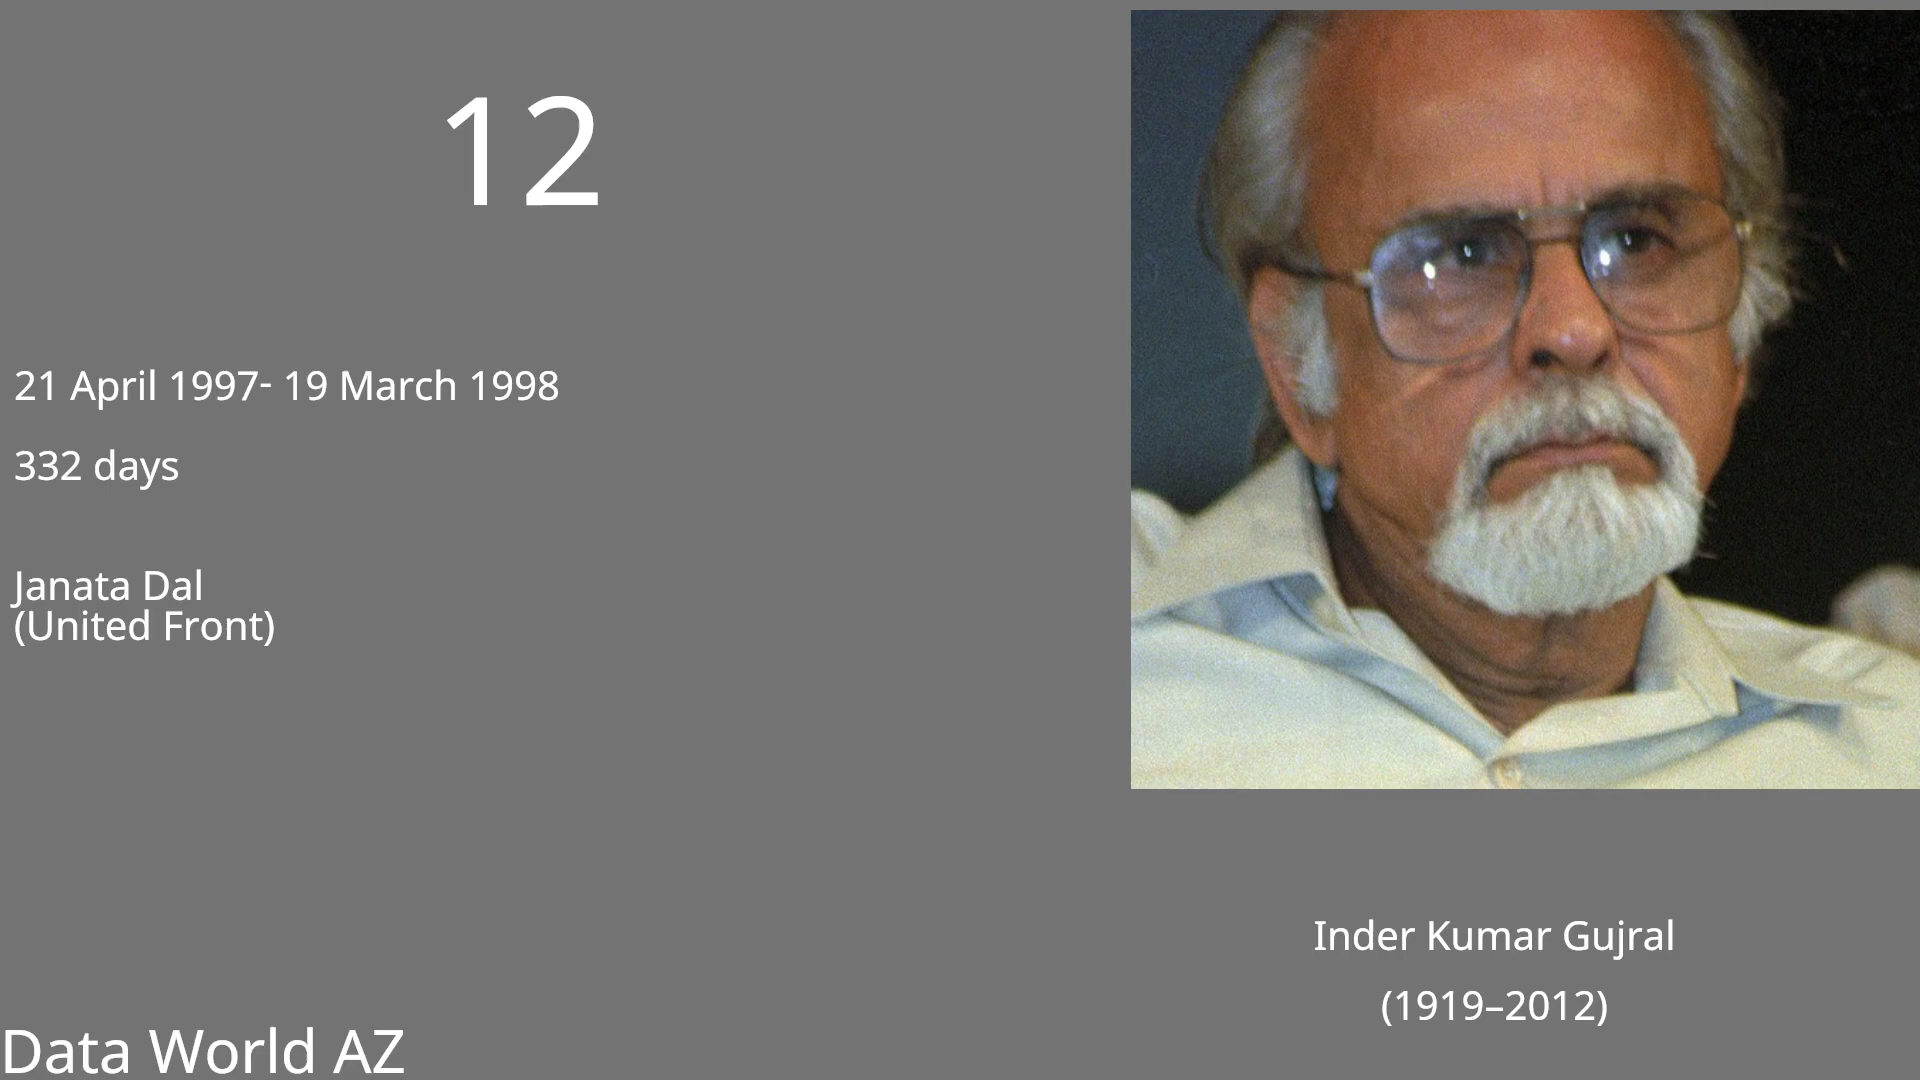 12
21 April 1997- 19 March 1998
332 days
Janata Dal
(United Front)
Inder Kumar Gujral
(1919–2012)
Data World AZ